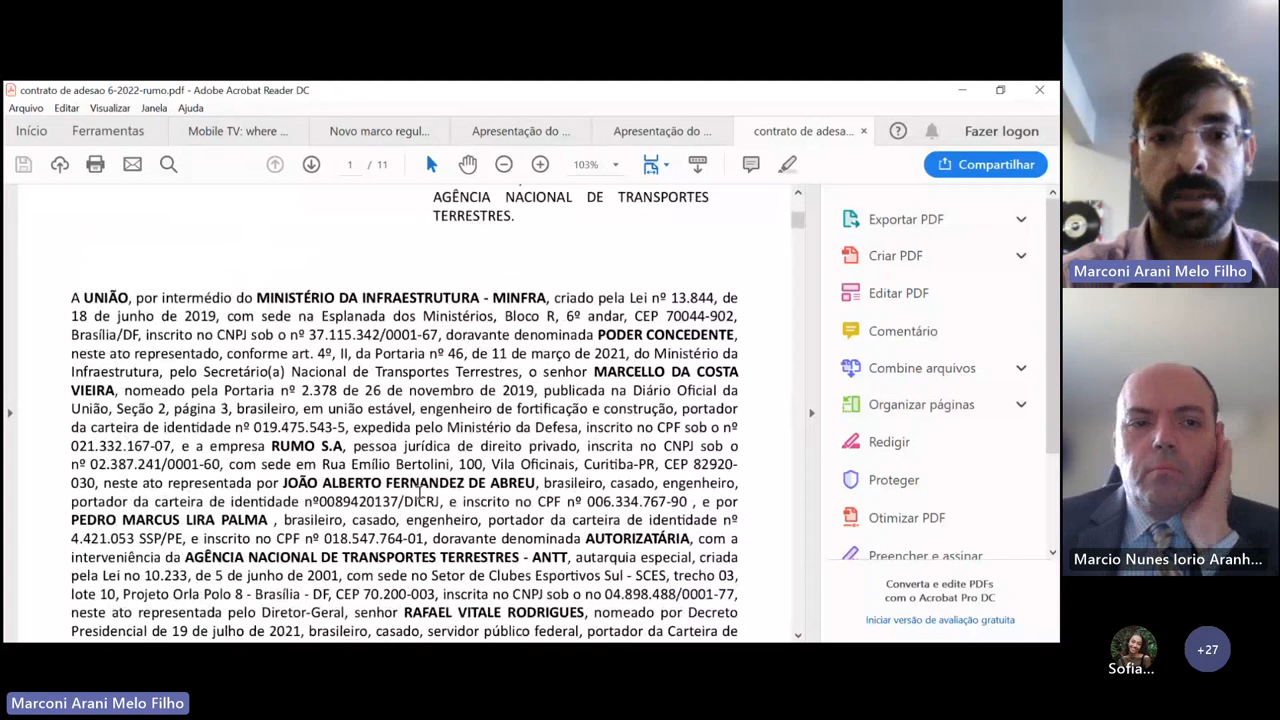 contrato de adesao 6-2022-rumo.pdf - Adobe Acrobat Reader DC
Arquivo Editar Visualizar Janela Ajuda
Início Ferramentas Mobile TV: where ... Novo marco regul... Apresentação do ... Apresentação do ... contrato de adesa... × Fazer logon
1 / 11 103% Compartilhar
AGÊNCIA NACIONAL DE TRANSPORTES
TERRESTRES.
A UNIÃO, por intermédio do MINISTÉRIO DA INFRAESTRUTURA - MINFRA, criado pela Lei nº 13.844, de
18 de junho de 2019, com sede na Esplanada dos Ministérios, Bloco R, 6º andar, CEP 70044-902,
Brasília/DF, inscrito no CNPJ sob o nº 37.115.342/0001-67, doravante denominada PODER CONCEDENTE,
neste ato representado, conforme art. 4º, II, da Portaria nº 46, de 11 de março de 2021, do Ministério da
Infraestrutura, pelo Secretário(a) Nacional de Transportes Terrestres, o senhor MARCELLO DA COSTA
VIEIRA, nomeado pela Portaria nº 2.378 de 26 de novembro de 2019, publicada na Diário Oficial da
União, Seção 2, página 3, brasileiro, em união estável, engenheiro de fortificação e construção, portador
da carteira de identidade nº 019.475.543-5, expedida pelo Ministério da Defesa, inscrito no CPF sob o nº
021.332.167-07, e a empresa RUMO S.A, pessoa jurídica de direito privado, inscrita no CNPJ sob o
nº 02.387.241/0001-60, com sede em Rua Emílio Bertolini, 100, Vila Oficinais, Curitiba-PR, CEP 82920-
030, neste ato representada por JOÃO ALBERTO FERNANDEZ DE ABREU, brasileiro, casado, engenheiro,
portador da carteira de identidade nº0089420137/DICRJ, e inscrito no CPF nº 006.334.767-90 , e por
PEDRO MARCUS LIRA PALMA , brasileiro, casado, engenheiro, portador da carteira de identidade nº
4.421.053 SSP/PE, e inscrito no CPF nº 018.547.764-01, doravante denominada AUTORIZATÁRIA, com a
interveniência da AGÊNCIA NACIONAL DE TRANSPORTES TERRESTRES - ANTT, autarquia especial, criada
pela Lei no 10.233, de 5 de junho de 2001, com sede no Setor de Clubes Esportivos Sul - SCES, trecho 03,
lote 10, Projeto Orla Polo 8 - Brasília - DF, CEP 70.200-003, inscrita no CNPJ sob o no 04.898.488/0001-77,
neste ato representada pelo Diretor-Geral, senhor RAFAEL VITALE RODRIGUES, nomeado por Decreto
Presidencial de 19 de julho de 2021, brasileiro, casado, servidor público federal, portador da Carteira de
Exportar PDF
Criar PDF
Editar PDF
Comentário
Combine arquivos
Organizar páginas
Redigir
Proteger
Otimizar PDF
Preencher e assinar
Converta e edite PDFs
com o Acrobat Pro DC
Iniciar versão de avaliação gratuita
Marconi Arani Melo Filho
Marcio Nunes Iorio Aranh...
Sofia...
+27
Marconi Arani Melo Filho